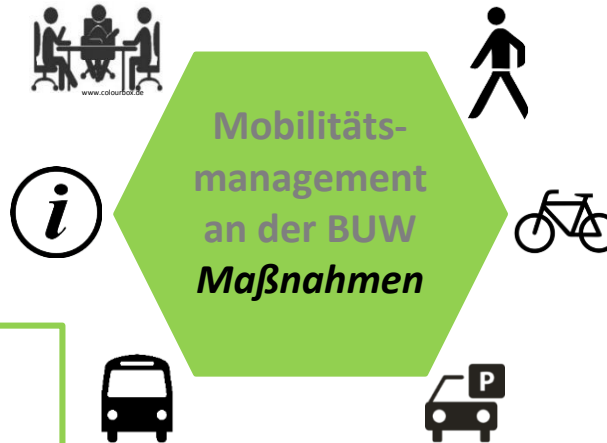 www.colourbox.de
Mobilitäts-
management
an der BUW
Maßnahmen
i
P